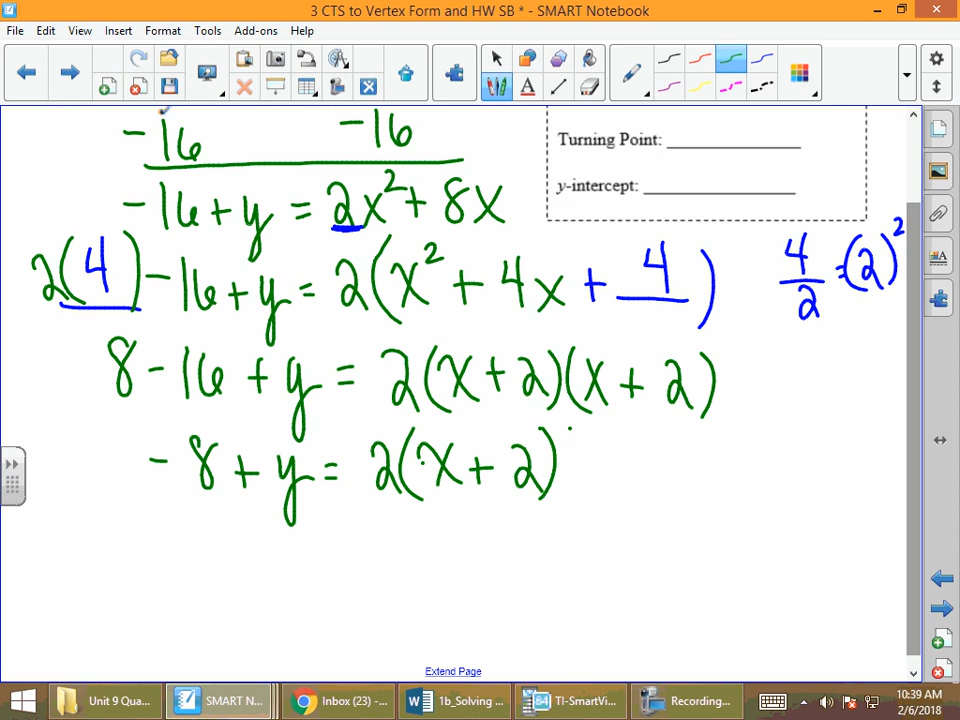 3 CTS to Vertex Form and HW SB * - SMART Notebook
File Edit View Insert Format Tools Add-ons Help
-16 -16
Turning Point: _______________
y-intercept: _________________
-16+y = 2x²+ 8x
2(4) -16+y = 2(x² + 4x + 4) 4/2 =(2)²
8 - 16 + y = 2(x+2)(x + 2)
- 8 + y = 2(x + 2)
Extend Page
Unit 9 Qua... SMART N... Inbox (23) -... 1b_Solving ... TI-SmartVi... Recording...
10:39 AM
2/6/2018